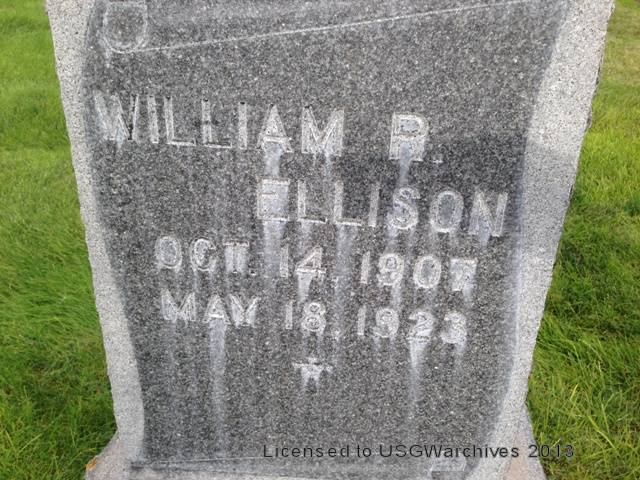 WILLIAM R.
ELLISON
OCT. 14, 1907
MAY 18, 1923
Licensed to USGWarchives 2013